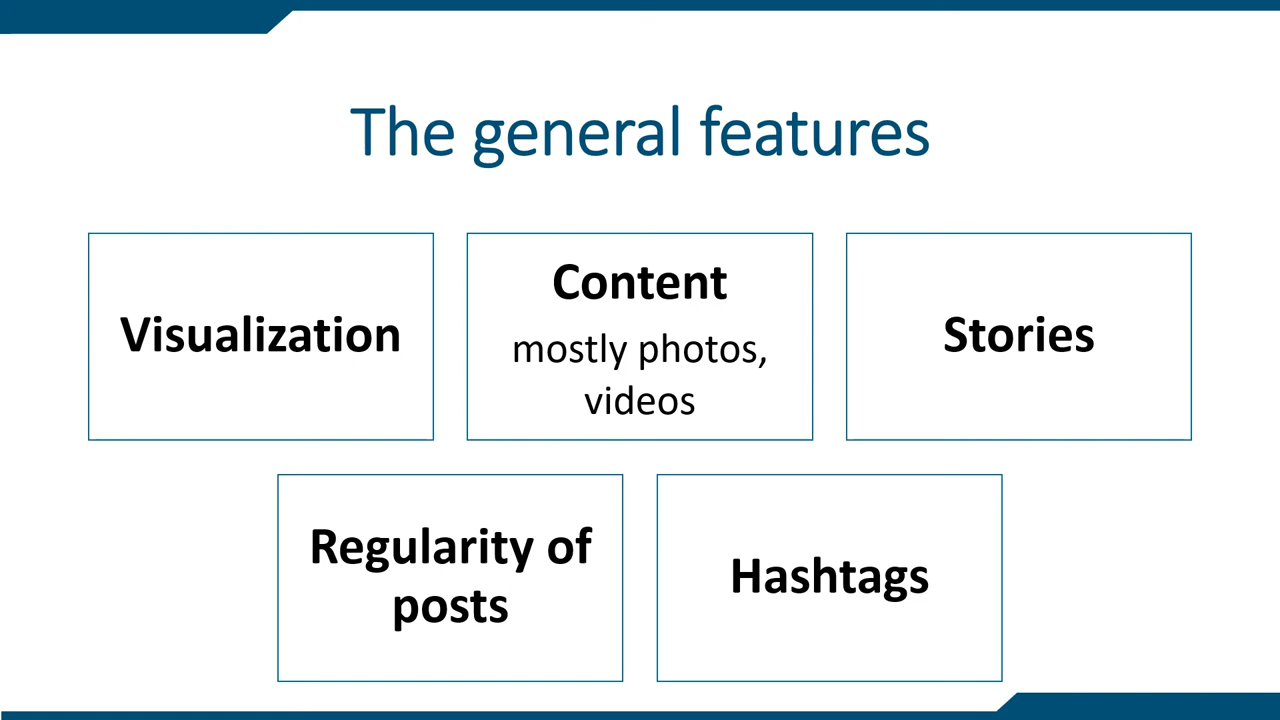 The general features
Visualization
Content
mostly photos,
videos
Stories
Regularity of
posts
Hashtags